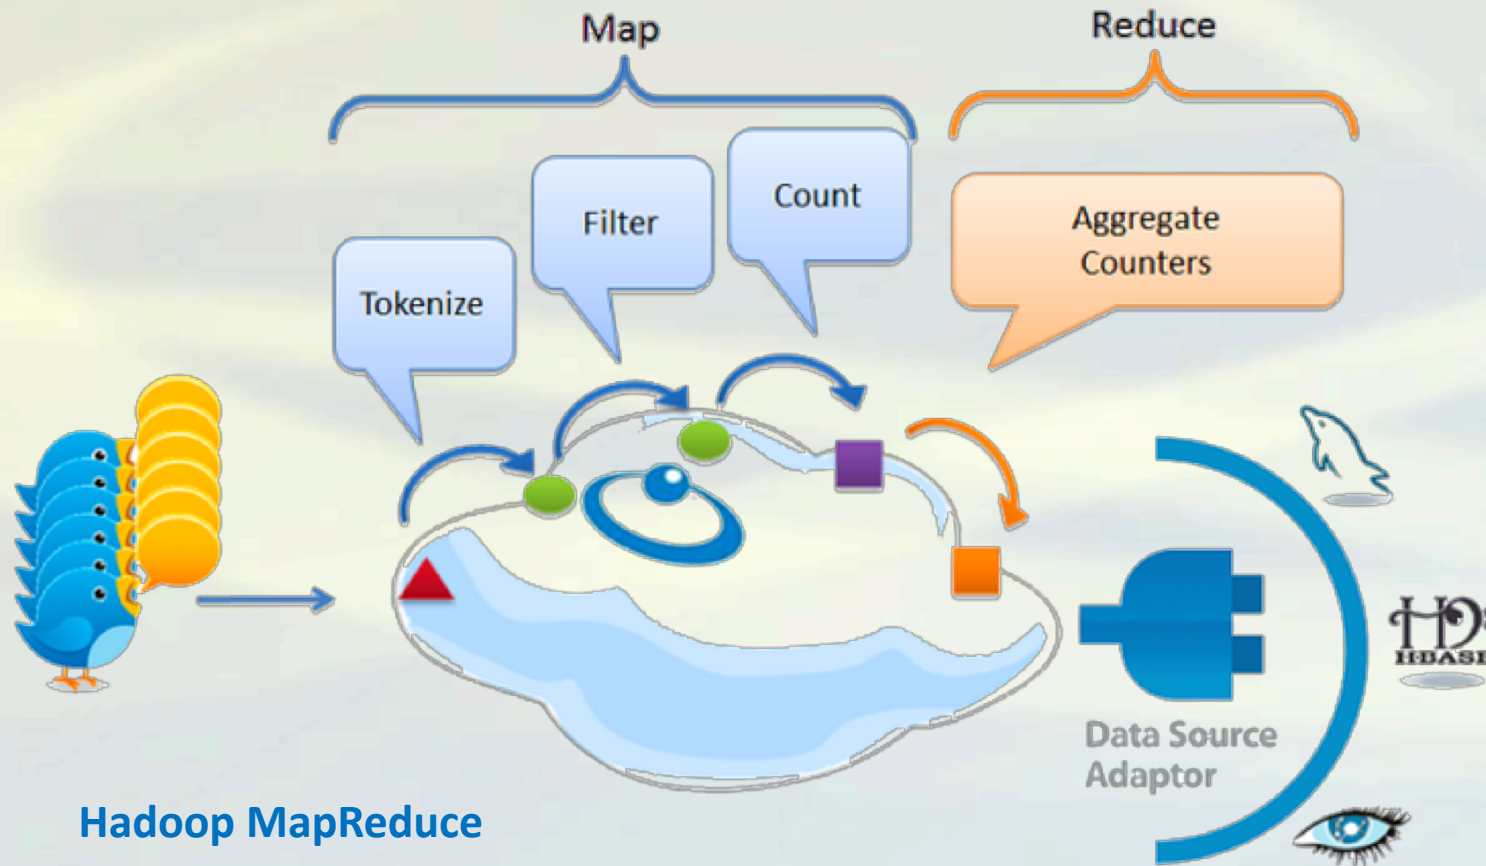 Map
Reduce
Count
Filter
Aggregate
Counters
Tokenize
Data Source
Adaptor
Hadoop MapReduce